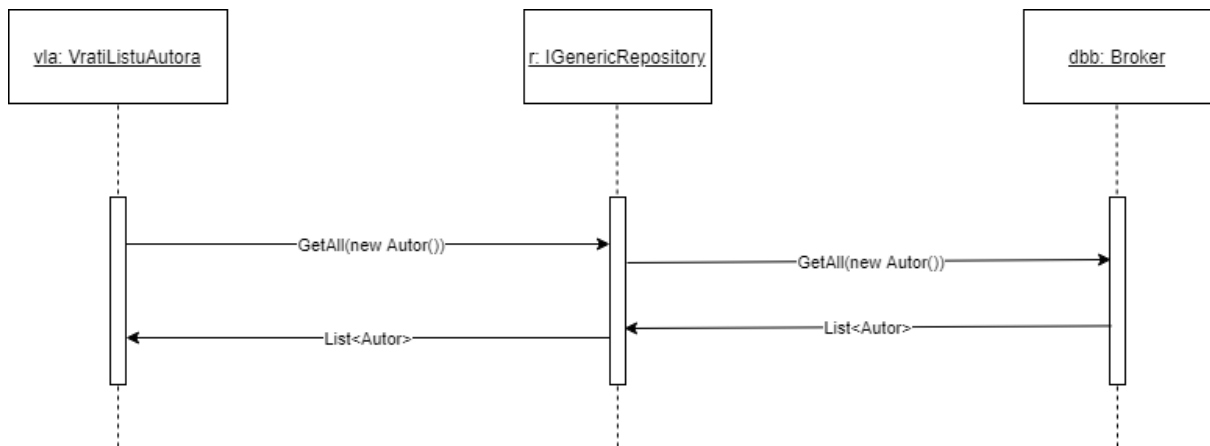 vla: VratiListuAutora
r: IGenericRepository
dbb: Broker
GetAll(new Autor())
GetAll(new Autor())
List<Autor>
List<Autor>